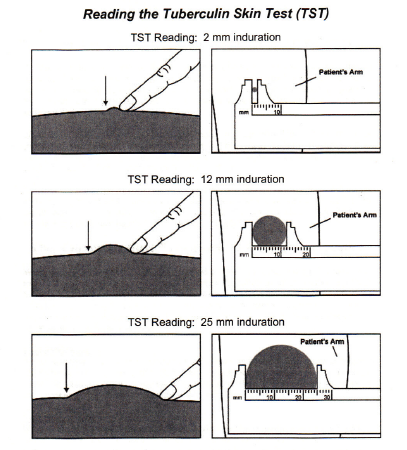 Reading the Tuberculin Skin Test (TST)
TST Reading: 2 mm induration
Patient's Arm
mm 10
TST Reading: 12 mm induration
Patient's Arm
mm 10 20
TST Reading: 25 mm induration
Patient's Arm
mm 10 20 30